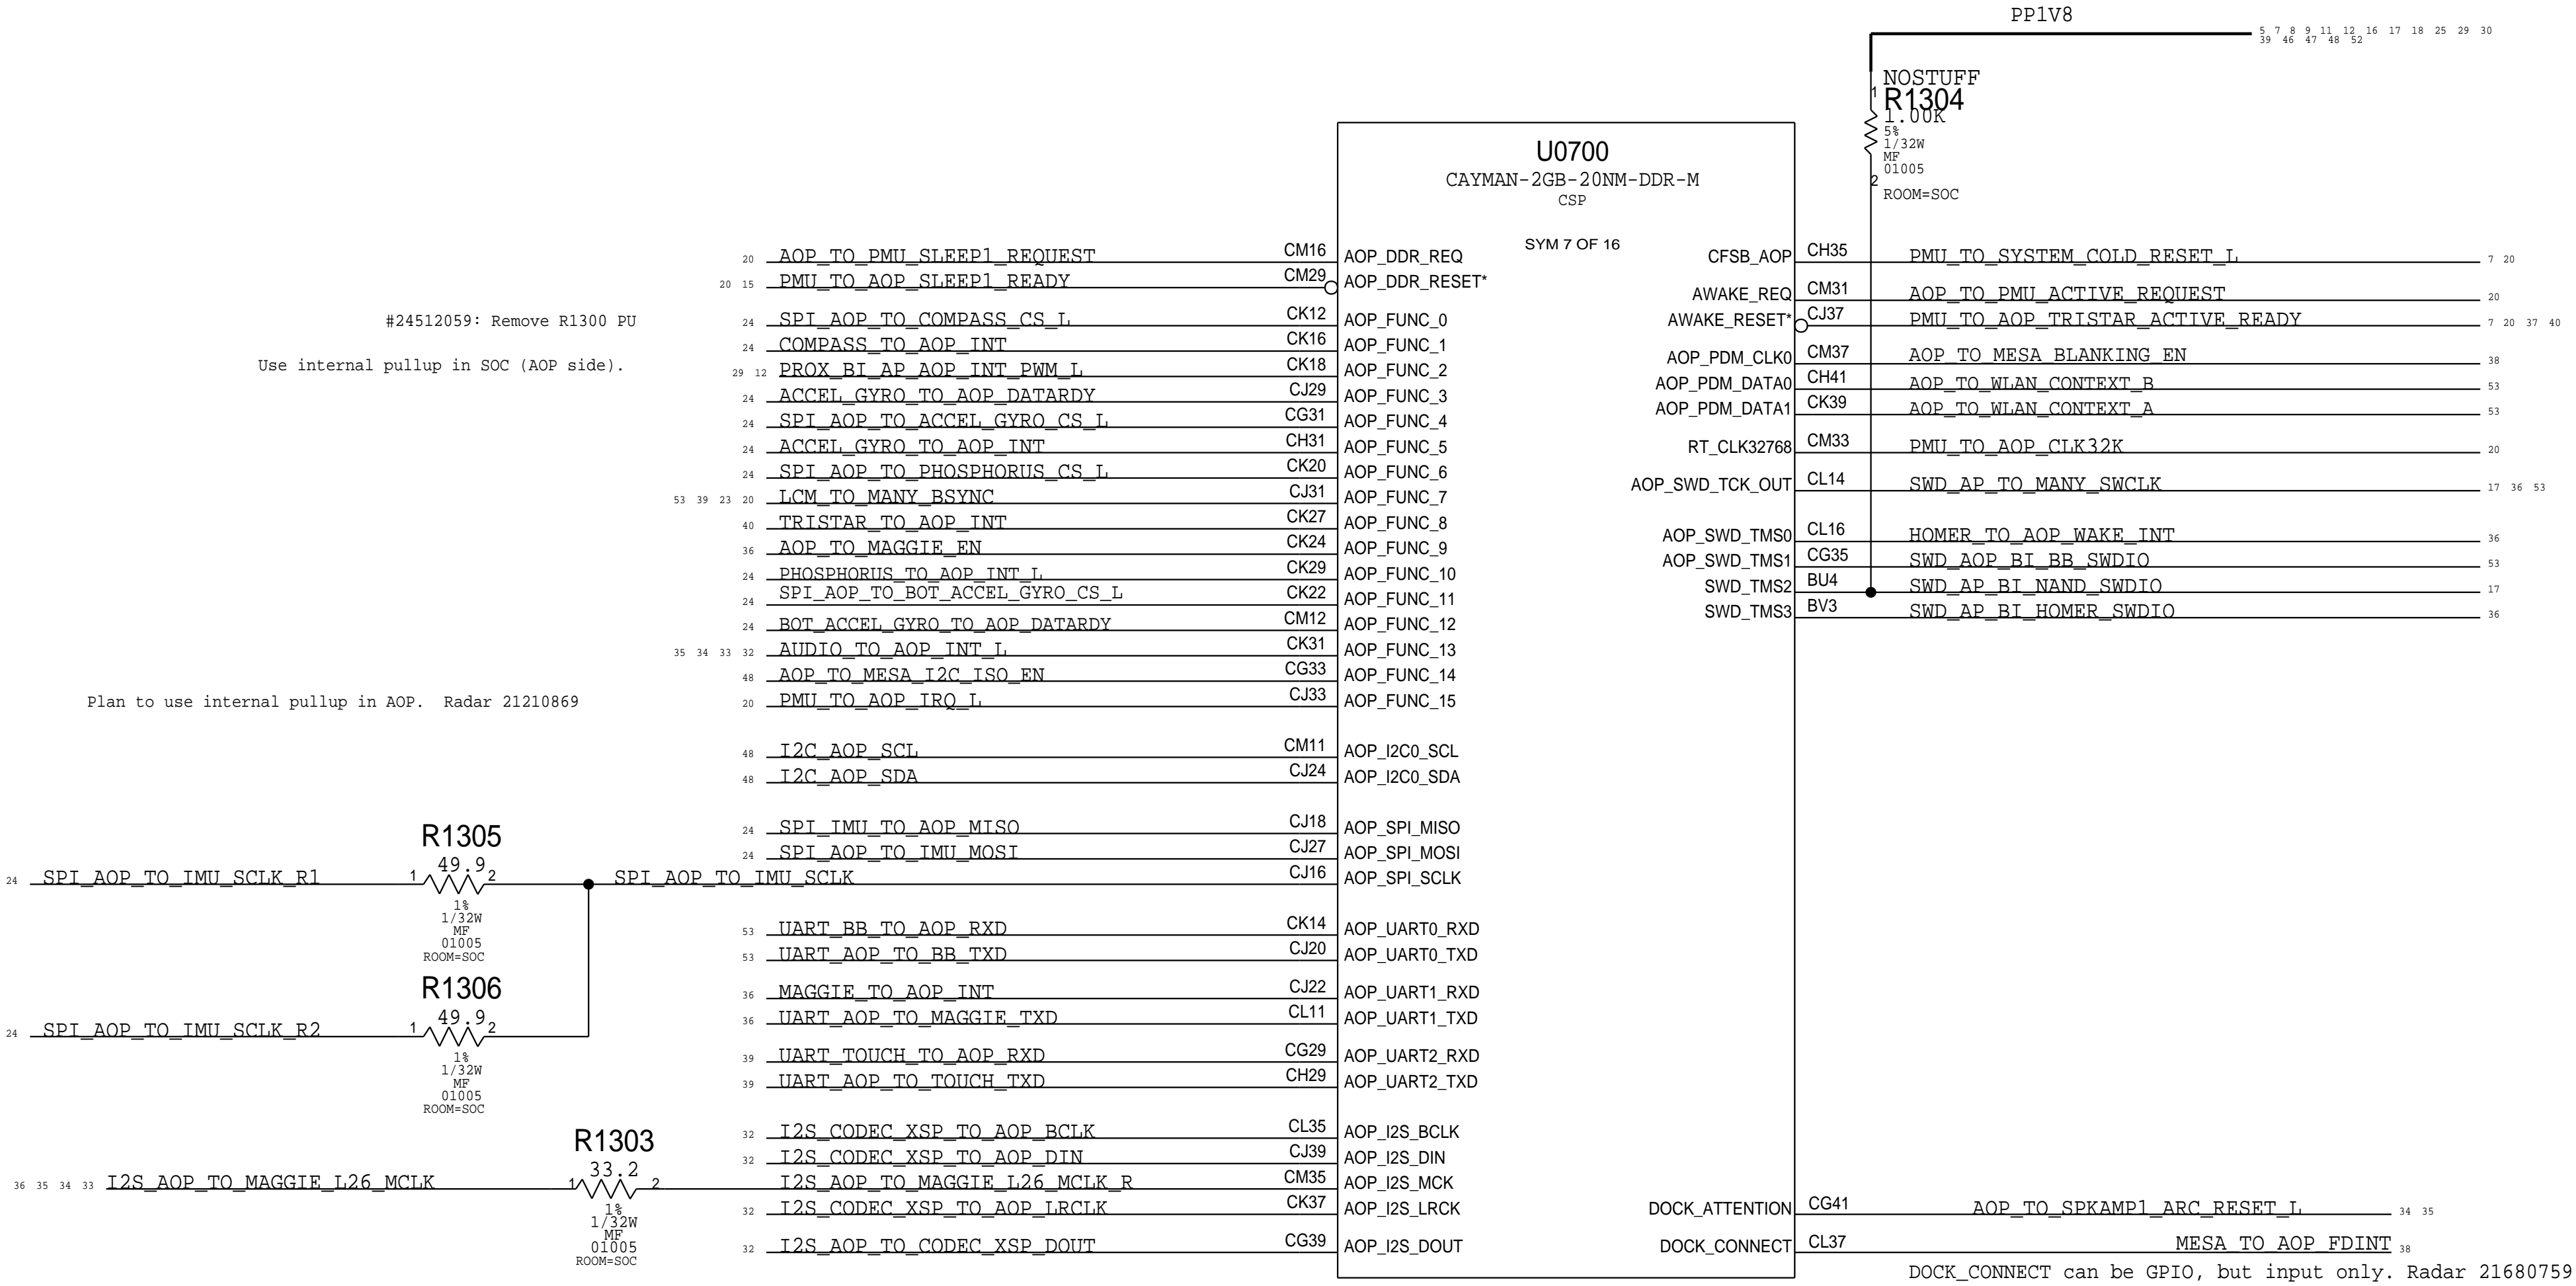 PP1V8
5 7 8 9 11 12 16 17 18 25 29 30
39 46 47 48 52
NOSTUFF
1 R1304
1.00K
5%
1/32W
MF
01005
2
ROOM=SOC
U0700
CAYMAN-2GB-20NM-DDR-M
CSP
SYM 7 OF 16
20 AOP_TO_PMU_SLEEP1_REQUEST CM16 AOP_DDR_REQ
20 15 PMU_TO_AOP_SLEEP1_READY CM29 AOP_DDR_RESET*
#24512059: Remove R1300 PU
24 SPI_AOP_TO_COMPASS_CS_L CK12 AOP_FUNC_0
24 COMPASS_TO_AOP_INT CK16 AOP_FUNC_1
Use internal pullup in SOC (AOP side).
29 12 PROX_BI_AP_AOP_INT_PWM_L CK18 AOP_FUNC_2
24 ACCEL_GYRO_TO_AOP_DATARDY CJ29 AOP_FUNC_3
24 SPI_AOP_TO_ACCEL_GYRO_CS_L CG31 AOP_FUNC_4
24 ACCEL_GYRO_TO_AOP_INT CH31 AOP_FUNC_5
24 SPI_AOP_TO_PHOSPHORUS_CS_L CK20 AOP_FUNC_6
53 39 23 20 LCM_TO_MANY_BSYNC CJ31 AOP_FUNC_7
40 TRISTAR_TO_AOP_INT CK27 AOP_FUNC_8
36 AOP_TO_MAGGIE_EN CK24 AOP_FUNC_9
24 PHOSPHORUS_TO_AOP_INT_L CK29 AOP_FUNC_10
24 SPI_AOP_TO_BOT_ACCEL_GYRO_CS_L CK22 AOP_FUNC_11
24 BOT_ACCEL_GYRO_TO_AOP_DATARDY CM12 AOP_FUNC_12
35 34 33 32 AUDIO_TO_AOP_INT_L CK31 AOP_FUNC_13
48 AOP_TO_MESA_I2C_ISO_EN CG33 AOP_FUNC_14
Plan to use internal pullup in AOP. Radar 21210869
20 PMU_TO_AOP_IRQ_L CJ33 AOP_FUNC_15
48 I2C_AOP_SCL CM11 AOP_I2C0_SCL
48 I2C_AOP_SDA CJ24 AOP_I2C0_SDA
24 SPI_IMU_TO_AOP_MISO CJ18 AOP_SPI_MISO
24 SPI_AOP_TO_IMU_MOSI CJ27 AOP_SPI_MOSI
R1305
49.9
24 SPI_AOP_TO_IMU_SCLK_R1 1 2 SPI_AOP_TO_IMU_SCLK CJ16 AOP_SPI_SCLK
1%
1/32W
MF
01005
ROOM=SOC
53 UART_BB_TO_AOP_RXD CK14 AOP_UART0_RXD
53 UART_AOP_TO_BB_TXD CJ20 AOP_UART0_TXD
R1306
49.9
24 SPI_AOP_TO_IMU_SCLK_R2 1 2
1%
1/32W
MF
01005
ROOM=SOC
36 MAGGIE_TO_AOP_INT CJ22 AOP_UART1_RXD
36 UART_AOP_TO_MAGGIE_TXD CL11 AOP_UART1_TXD
39 UART_TOUCH_TO_AOP_RXD CG29 AOP_UART2_RXD
39 UART_AOP_TO_TOUCH_TXD CH29 AOP_UART2_TXD
32 I2S_CODEC_XSP_TO_AOP_BCLK CL35 AOP_I2S_BCLK
32 I2S_CODEC_XSP_TO_AOP_DIN CJ39 AOP_I2S_DIN
R1303
33.2
36 35 34 33 I2S_AOP_TO_MAGGIE_L26_MCLK 1 2 I2S_AOP_TO_MAGGIE_L26_MCLK_R CM35 AOP_I2S_MCK
1%
1/32W
MF
01005
ROOM=SOC
32 I2S_CODEC_XSP_TO_AOP_LRCLK CK37 AOP_I2S_LRCK
32 I2S_AOP_TO_CODEC_XSP_DOUT CG39 AOP_I2S_DOUT
CFSB_AOP CH35 PMU_TO_SYSTEM_COLD_RESET_L 7 20
AWAKE_REQ CM31 AOP_TO_PMU_ACTIVE_REQUEST 20
AWAKE_RESET* CJ37 PMU_TO_AOP_TRISTAR_ACTIVE_READY 7 20 37 40
AOP_PDM_CLK0 CM37 AOP_TO_MESA_BLANKING_EN 38
AOP_PDM_DATA0 CH41 AOP_TO_WLAN_CONTEXT_B 53
AOP_PDM_DATA1 CK39 AOP_TO_WLAN_CONTEXT_A 53
RT_CLK32768 CM33 PMU_TO_AOP_CLK32K 20
AOP_SWD_TCK_OUT CL14 SWD_AP_TO_MANY_SWCLK 17 36 53
AOP_SWD_TMS0 CL16 HOMER_TO_AOP_WAKE_INT 36
AOP_SWD_TMS1 CG35 SWD_AOP_BI_BB_SWDIO 53
SWD_TMS2 BU4 SWD_AP_BI_NAND_SWDIO 17
SWD_TMS3 BV3 SWD_AP_BI_HOMER_SWDIO 36
DOCK_ATTENTION CG41 AOP_TO_SPKAMP1_ARC_RESET_L 34 35
DOCK_CONNECT CL37 MESA_TO_AOP_FDINT 38
DOCK_CONNECT can be GPIO, but input only. Radar 21680759